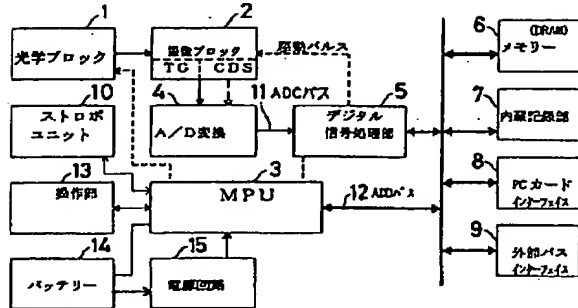 1
光学ブロック
2
撮像ブロック
TG CDS
駆動パルス
6
(DRAM)
メモリー
10
ストロボ
ユニット
4
A/D変換
11 ADCバス
5
デジタル
信号処理部
7
内蔵記録部
13
操作部
3
MPU
12 ADDバス
8
PCカード
インターフェイス
14
バッテリー
15
電源回路
9
外部バス
インターフェイス